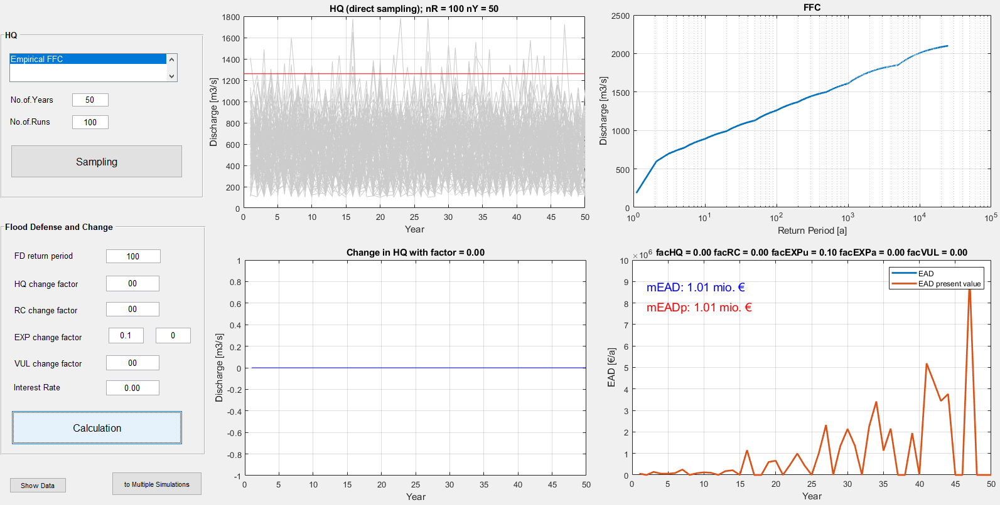 HQ
Empirical FFC
No.of.Years 50
No.of.Runs 100
Sampling
Flood Defense and Change
FD return period 100
HQ change factor 00
RC change factor 00
EXP change factor 0.1 0
VUL change factor 00
Interest Rate 0.00
Calculation
Show Data
to Multiple Simulations
HQ (direct sampling); nR = 100 nY = 50
Discharge [m3/s]
1800
1600
1400
1200
1000
800
600
400
200
0
0 5 10 15 20 25 30 35 40 45 50
Year
FFC
Discharge [m3/s]
2500
2000
1500
1000
500
0
10^0 10^1 10^2 10^3 10^4 10^5
Return Period [a]
Change in HQ with factor = 0.00
Discharge [m3/s]
1
0.8
0.6
0.4
0.2
0
-0.2
-0.4
-0.6
-0.8
-1
0 5 10 15 20 25 30 35 40 45 50
Year
×10^6 facHQ = 0.00 facRC = 0.00 facEXPu = 0.10 facEXPa = 0.00 facVUL = 0.00
EAD
EAD present value
mEAD: 1.01 mio. €
mEADp: 1.01 mio. €
EAD [€/a]
10
9
8
7
6
5
4
3
2
1
0
0 5 10 15 20 25 30 35 40 45 50
Year